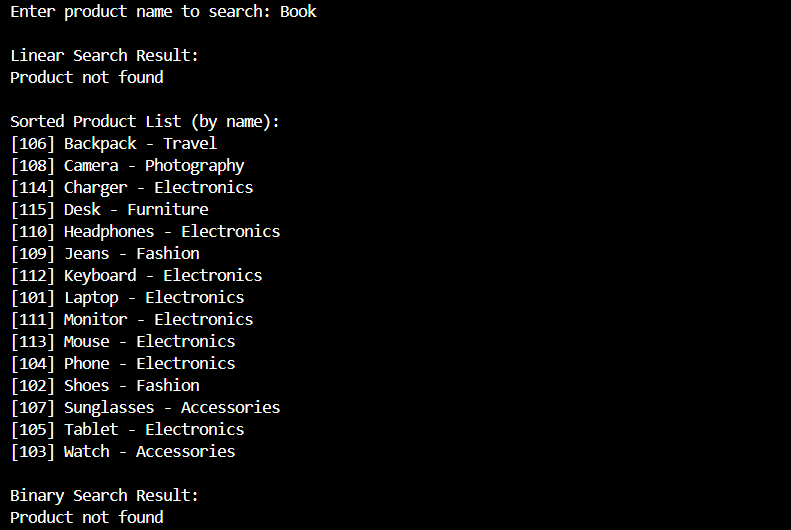 Enter product name to search: Book
Linear Search Result:
Product not found
Sorted Product List (by name):
[106] Backpack - Travel
[108] Camera - Photography
[114] Charger - Electronics
[115] Desk - Furniture
[110] Headphones - Electronics
[109] Jeans - Fashion
[112] Keyboard - Electronics
[101] Laptop - Electronics
[111] Monitor - Electronics
[113] Mouse - Electronics
[104] Phone - Electronics
[102] Shoes - Fashion
[107] Sunglasses - Accessories
[105] Tablet - Electronics
[103] Watch - Accessories
Binary Search Result:
Product not found